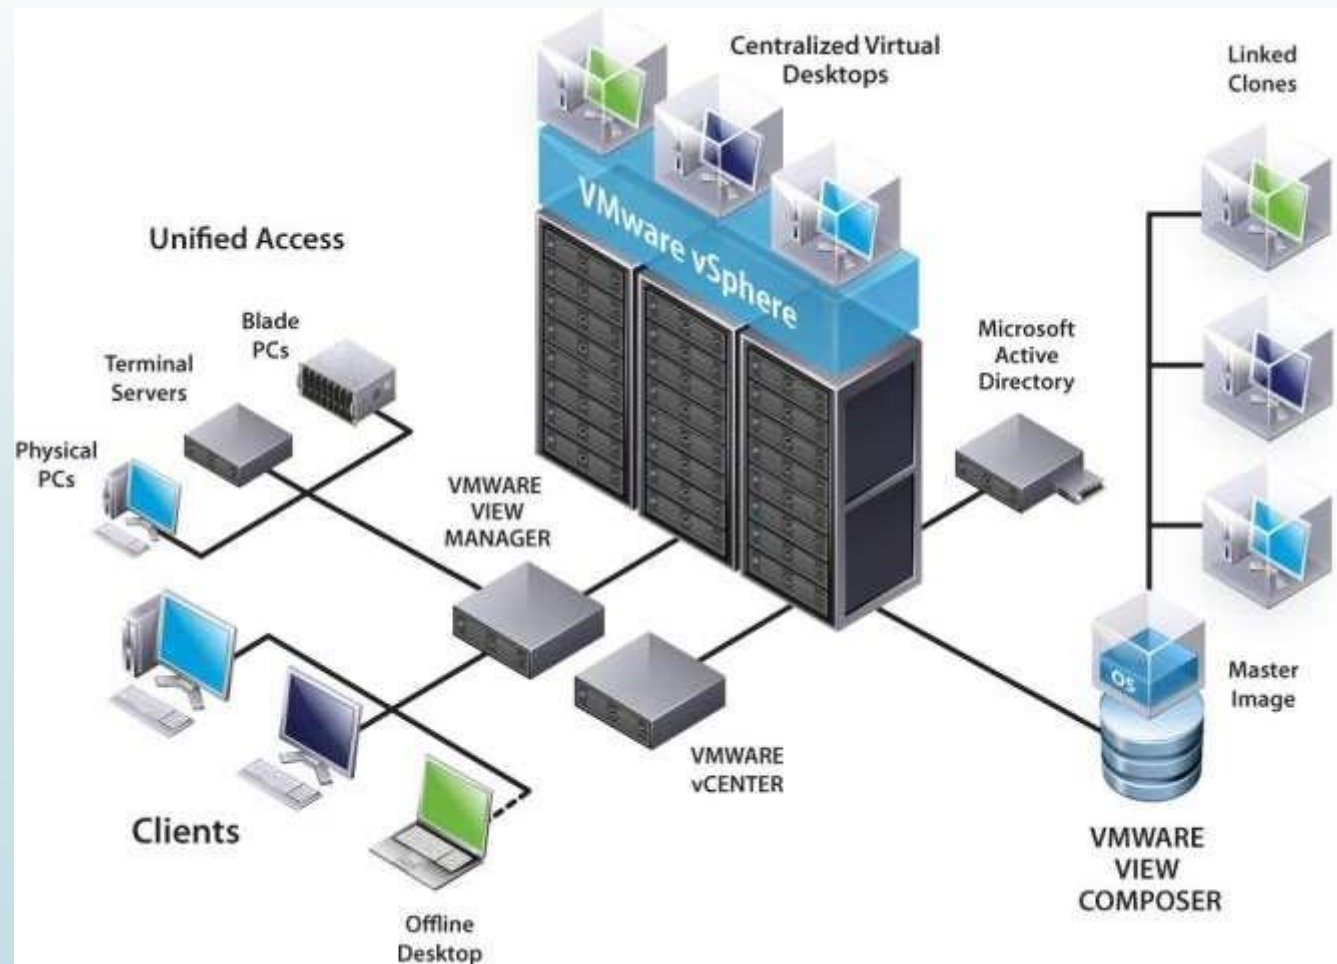 Centralized Virtual
Desktops
Linked
Clones
VMware vSphere
Unified Access
Blade
PCs
Terminal
Servers
Physical
PCs
Microsoft
Active
Directory
VMWARE
VIEW
MANAGER
OS
Master
Image
VMWARE
vCENTER
Clients
VMWARE
VIEW
COMPOSER
Offline
Desktop